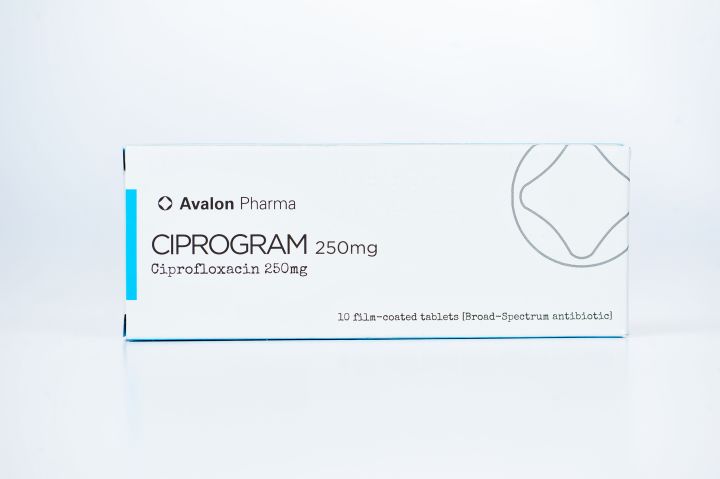 Avalon Pharma
CIPROGRAM 250mg
Ciprofloxacin 250mg
10 film-coated tablets [Broad-Spectrum antibiotic]